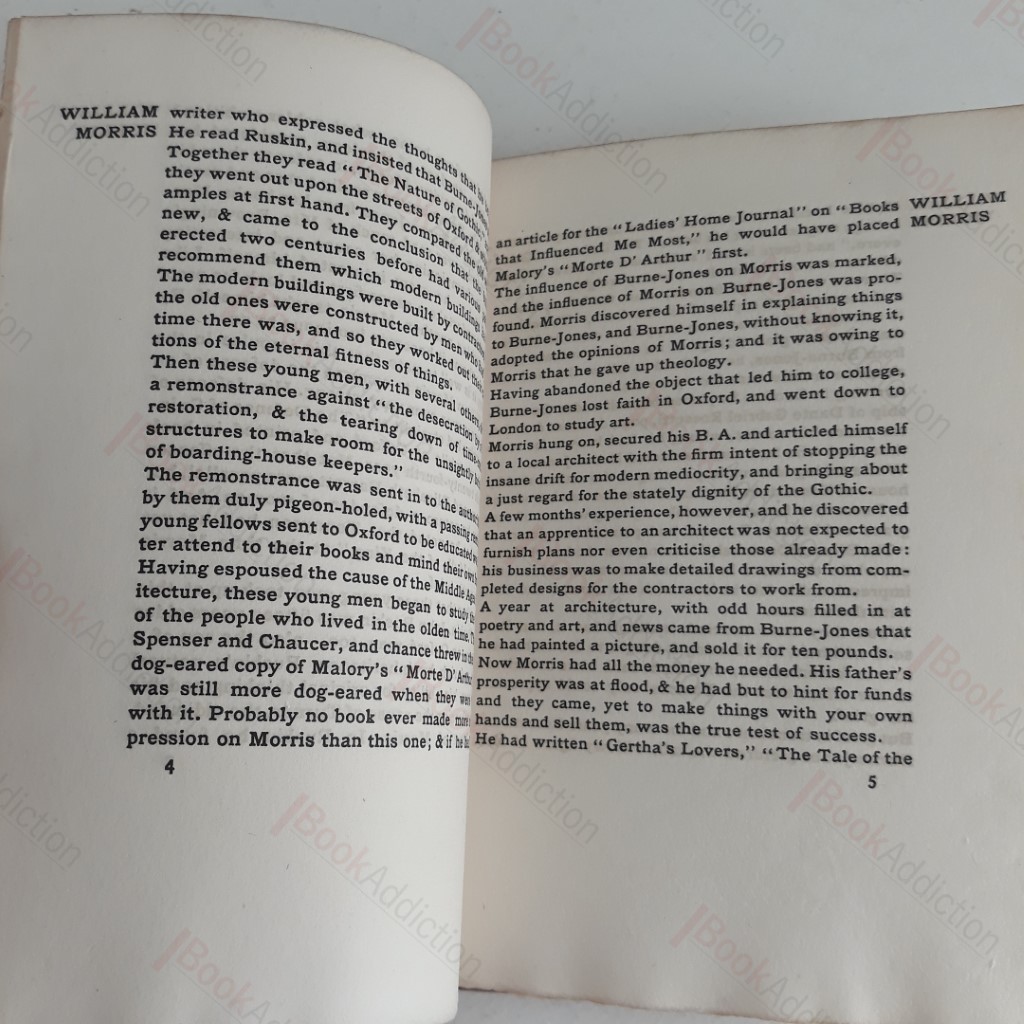 WILLIAM
MORRIS
writer who expressed the thoughts that
He read Ruskin, and insisted that Burne-Jones
Together they read "The Nature of Gothic,
they went out upon the streets of Oxford &
amples at first hand. They compared the old
new, & came to the conclusion that the
erected two centuries before had various
recommend them which modern buildings
The modern buildings were built by
the old ones were constructed by men who
time there was, and so they worked out
tions of the eternal fitness of things.
Then these young men, with several others,
a remonstrance against "the desecration
restoration, & the tearing down of time-
structures to make room for the unsightly
of boarding-house keepers."
The remonstrance was sent in to the
by them duly pigeon-holed, with a passing
young fellows sent to Oxford to be educated
ter attend to their books and mind their own
Having espoused the cause of the Middle
itecture, these young men began to study
of the people who lived in the olden time.
Spenser and Chaucer, and chance threw in
dog-eared copy of Malory's "Morte D'
was still more dog-eared when they
with it. Probably no book ever made more
pression on Morris than this one; & if he
4
WILLIAM
MORRIS
an article for the "Ladies' Home Journal" on "Books
that Influenced Me Most," he would have placed
Malory's "Morte D' Arthur" first.
The influence of Burne-Jones on Morris was marked,
and the influence of Morris on Burne-Jones was pro-
found. Morris discovered himself in explaining things
to Burne-Jones, and Burne-Jones, without knowing it,
adopted the opinions of Morris; and it was owing to
Morris that he gave up theology.
Having abandoned the object that led him to college,
Burne-Jones lost faith in Oxford, and went down to
London to study art.
Morris hung on, secured his B. A. and articled himself
to a local architect with the firm intent of stopping the
insane drift for modern mediocrity, and bringing about
a just regard for the stately dignity of the Gothic.
A few months' experience, however, and he discovered
that an apprentice to an architect was not expected to
furnish plans nor even criticise those already made:
his business was to make detailed drawings from com-
pleted designs for the contractors to work from.
A year at architecture, with odd hours filled in at
poetry and art, and news came from Burne-Jones that
he had painted a picture, and sold it for ten pounds.
Now Morris had all the money he needed. His father's
prosperity was at flood, & he had but to hint for funds
and they came, yet to make things with your own
hands and sell them, was the true test of success.
He had written "Gertha's Lovers," "The Tale of the
5
BookAddiction